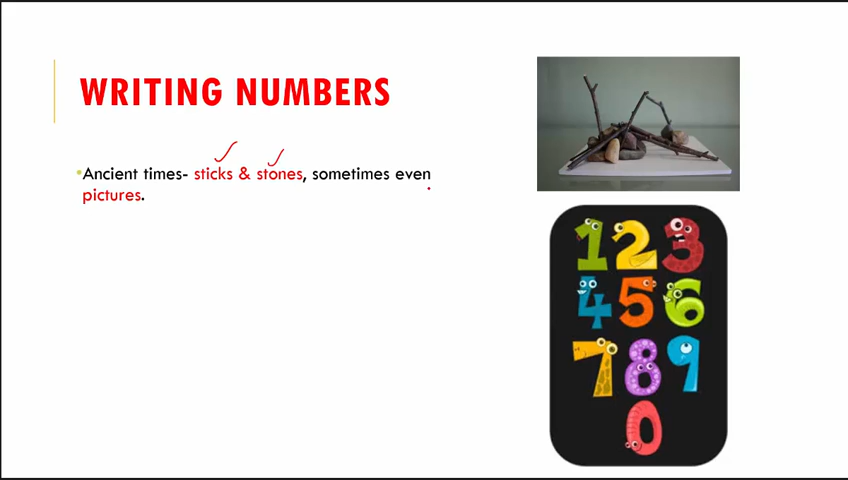 WRITING NUMBERS
▪Ancient times- sticks & stones, sometimes even
pictures.
1 2 3
4 5 6
7 8 9
0